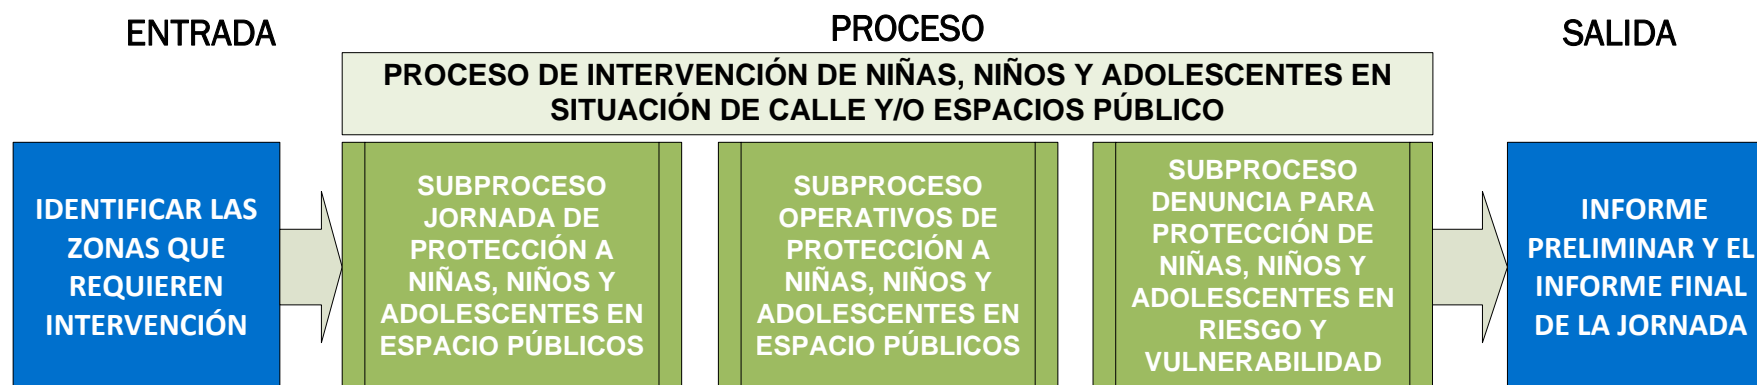 ENTRADA
PROCESO
SALIDA
PROCESO DE INTERVENCIÓN DE NIÑAS, NIÑOS Y ADOLESCENTES EN
SITUACIÓN DE CALLE Y/O ESPACIOS PÚBLICO
IDENTIFICAR LAS
ZONAS QUE
REQUIEREN
INTERVENCIÓN
SUBPROCESO
JORNADA DE
PROTECCIÓN A
NIÑAS, NIÑOS Y
ADOLESCENTES EN
ESPACIO PÚBLICOS
SUBPROCESO
OPERATIVOS DE
PROTECCIÓN A
NIÑAS, NIÑOS Y
ADOLESCENTES EN
ESPACIO PÚBLICOS
SUBPROCESO
DENUNCIA PARA
PROTECCIÓN DE
NIÑAS, NIÑOS Y
ADOLESCENTES EN
RIESGO Y
VULNERABILIDAD
INFORME
PRELIMINAR Y EL
INFORME FINAL
DE LA JORNADA